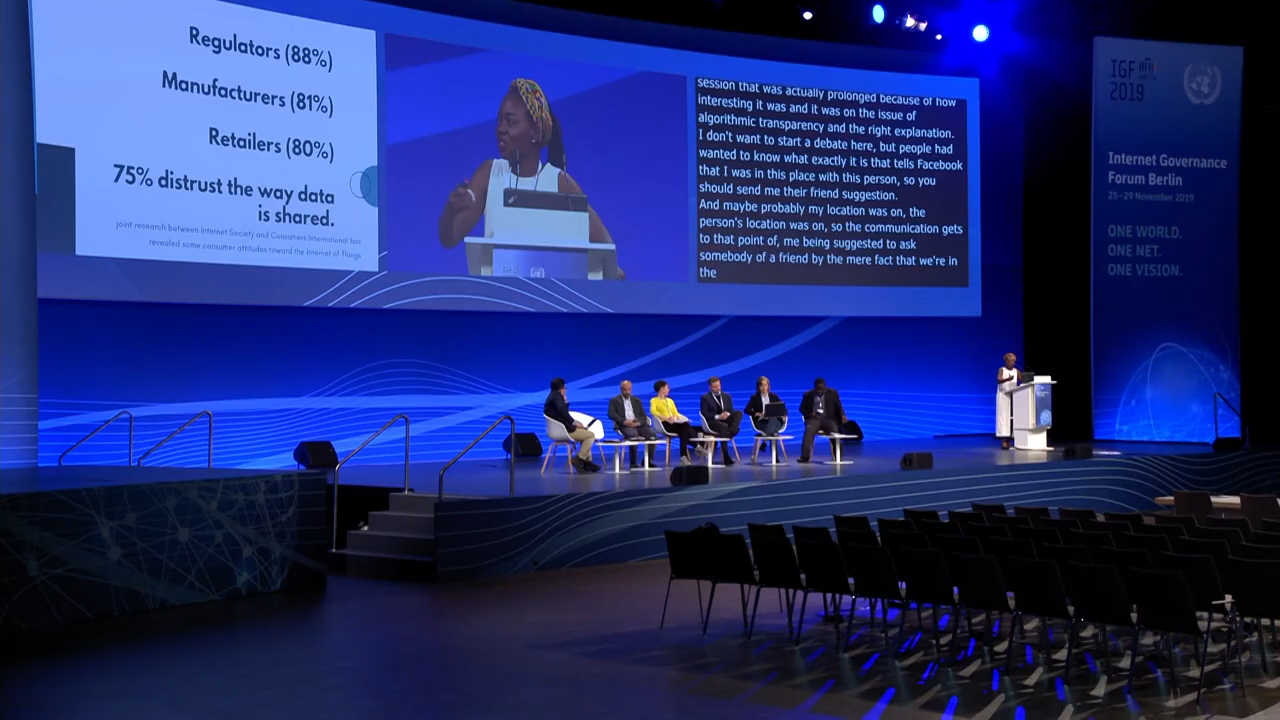 Regulators (88%)
Manufacturers (81%)
Retailers (80%)
75% distrust the way data
is shared.
joint research between Internet Society and Consumers International has
revealed some consumer attitudes toward the Internet of Things
session that was actually prolonged because of how
interesting it was and it was on the issue of
algorithmic transparency and the right explanation.
I don't want to start a debate here, but people had
wanted to know what exactly it is that tells Facebook
that I was in this place with this person, so you
should send me their friend suggestion.
And maybe probably my location was on, the
person's location was on, so the communication gets
to that point of, me being suggested to ask
somebody of a friend by the mere fact that we're in
the
IGF
2019
Internet Governance
Forum Berlin
25–29 November 2019
ONE WORLD.
ONE NET.
ONE VISION.
IGF